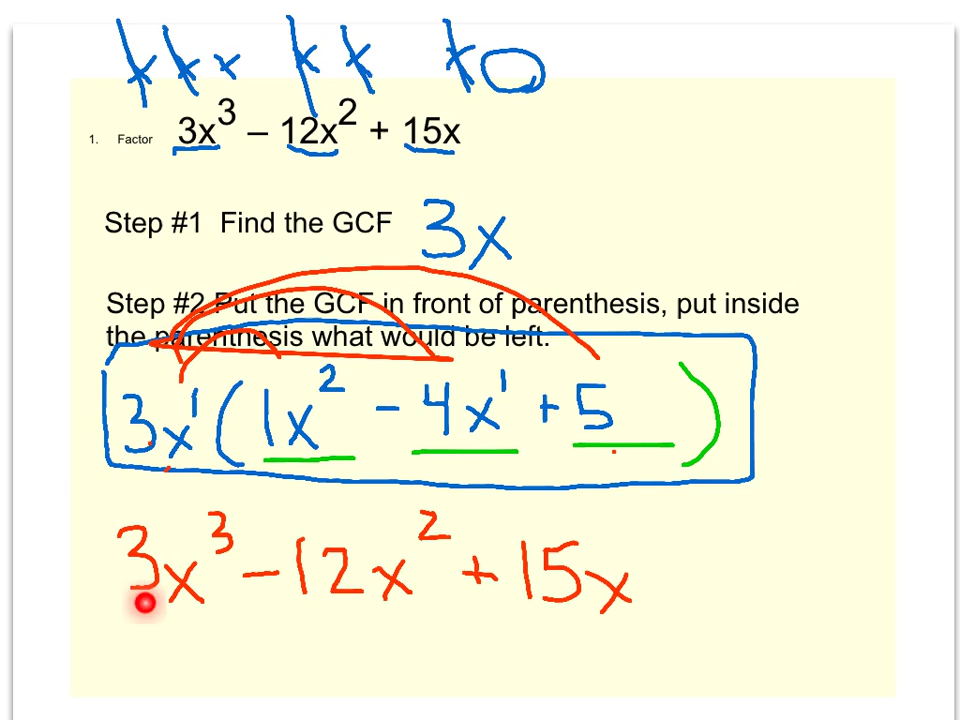 x x x x x x
1. Factor 3x³ – 12x² + 15x
Step #1 Find the GCF 3x
Step #2 Put the GCF in front of parenthesis, put inside
the parenthesis what would be left.
3x¹(1x² - 4x¹ + 5)
3x³ - 12x² + 15x